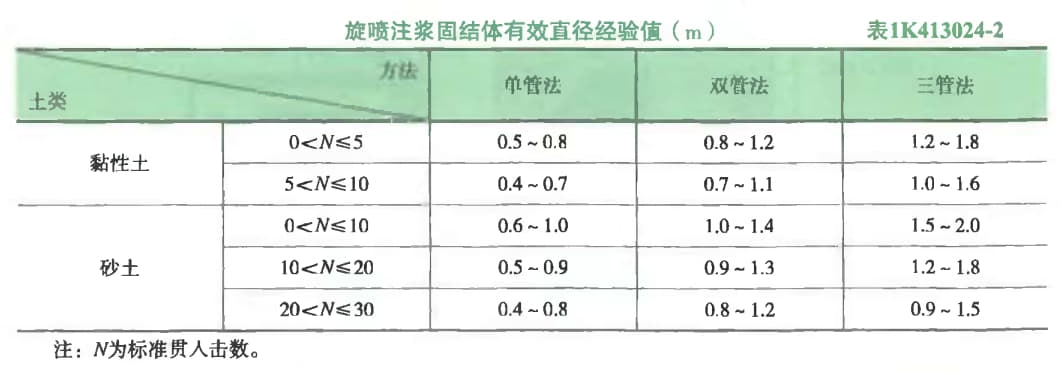 旋喷注浆固结体有效直径经验值（m） 表1K413024-2
方法
土类 单管法 双管法 三管法
黏性土 0<N≤5 0.5~0.8 0.8~1.2 1.2~1.8
5<N≤10 0.4~0.7 0.7~1.1 1.0~1.6
砂土 0<N≤10 0.6~1.0 1.0~1.4 1.5~2.0
10<N≤20 0.5~0.9 0.9~1.3 1.2~1.8
20<N≤30 0.4~0.8 0.8~1.2 0.9~1.5
注：N为标准贯入击数。